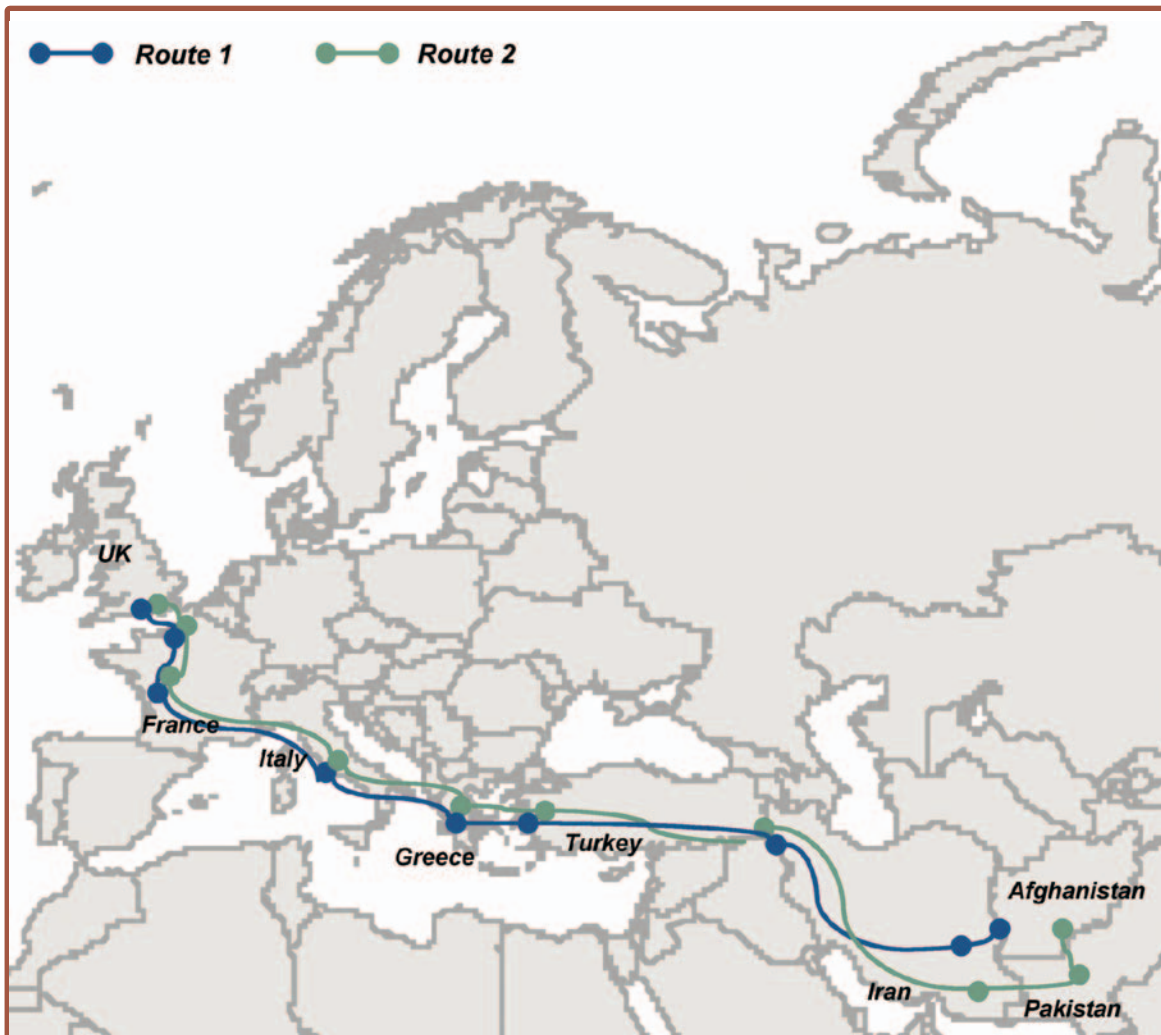 Route 1
Route 2
UK
France
Italy
Greece
Turkey
Afghanistan
Iran
Pakistan